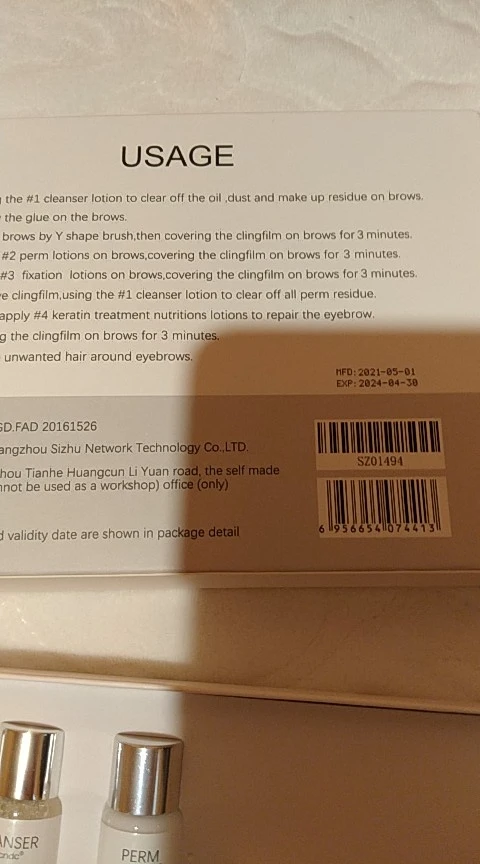 USAGE
the #1 cleanser lotion to clear off the oil ,dust and make up residue on brows.
the glue on the brows.
brows by Y shape brush,then covering the clingfilm on brows for 3 minutes.
#2 perm lotions on brows,covering the clingfilm on brows for 3 minutes.
#3 fixation lotions on brows,covering the clingfilm on brows for 3 minutes.
e clingfilm,using the #1 cleanser lotion to clear off all perm residue.
apply #4 keratin treatment nutritions lotions to repair the eyebrow.
g the clingfilm on brows for 3 minutes.
unwanted hair around eyebrows.
MFD:2021-05-01
EXP:2024-04-30
GD.FAD 20161526
angzhou Sizhu Network Technology Co.,LTD.
hou Tianhe Huangcun Li Yuan road, the self made
nnot be used as a workshop) office (only)
SZ01494
6 956654 074413
d validity date are shown in package detail
ANSER
PERM